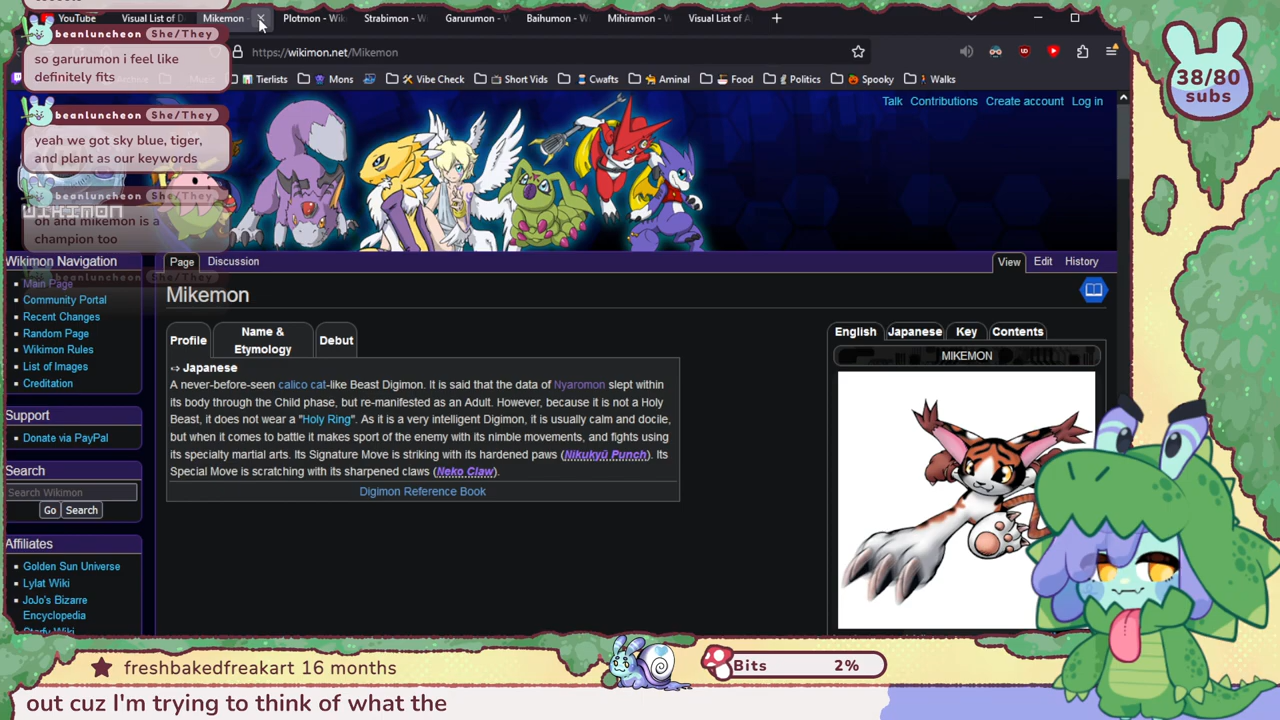 YouTube
Visual List of D
Mikemon
Plotmon - Wik
Strabimon - W
Garurumon - W
Baihumon - W
Mihiramon - W
Visual List of A
https://wikimon.net/Mikemon
Music
Tierlists
Mons
Vibe Check
Short Vids
Cwafts
Aminal
Food
Politics
Spooky
Walks
beanluncheon She/They
so garurumon i feel like
definitely fits
beanluncheon She/They
yeah we got sky blue, tiger,
and plant as our keywords
beanluncheon She/They
oh and mikemon is a
champion too
beanluncheon She/They
38/80
subs
Talk Contributions Create account Log in
WIKIMON
Wikimon Navigation
Main Page
Community Portal
Recent Changes
Random Page
Wikimon Rules
List of Images
Creditation
Support
Donate via PayPal
Search
Search Wikimon
Go Search
Affiliates
Golden Sun Universe
Lylat Wiki
JoJo's Bizarre
Encyclopedia
Starfy Wiki
Page Discussion
View Edit History
Mikemon
Profile
Name &
Etymology
Debut
⇔ Japanese
A never-before-seen calico cat-like Beast Digimon. It is said that the data of Nyaromon slept within
its body through the Child phase, but re-manifested as an Adult. However, because it is not a Holy
Beast, it does not wear a "Holy Ring". As it is a very intelligent Digimon, it is usually calm and docile,
but when it comes to battle it makes sport of the enemy with its nimble movements, and fights using
its specialty martial arts. Its Signature Move is striking with its hardened paws (Nikukyū Punch). Its
Special Move is scratching with its sharpened claws (Neko Claw).
Digimon Reference Book
English Japanese Key Contents
MIKEMON
freshbakedfreakart 16 months
Bits 2%
out cuz I'm trying to think of what the